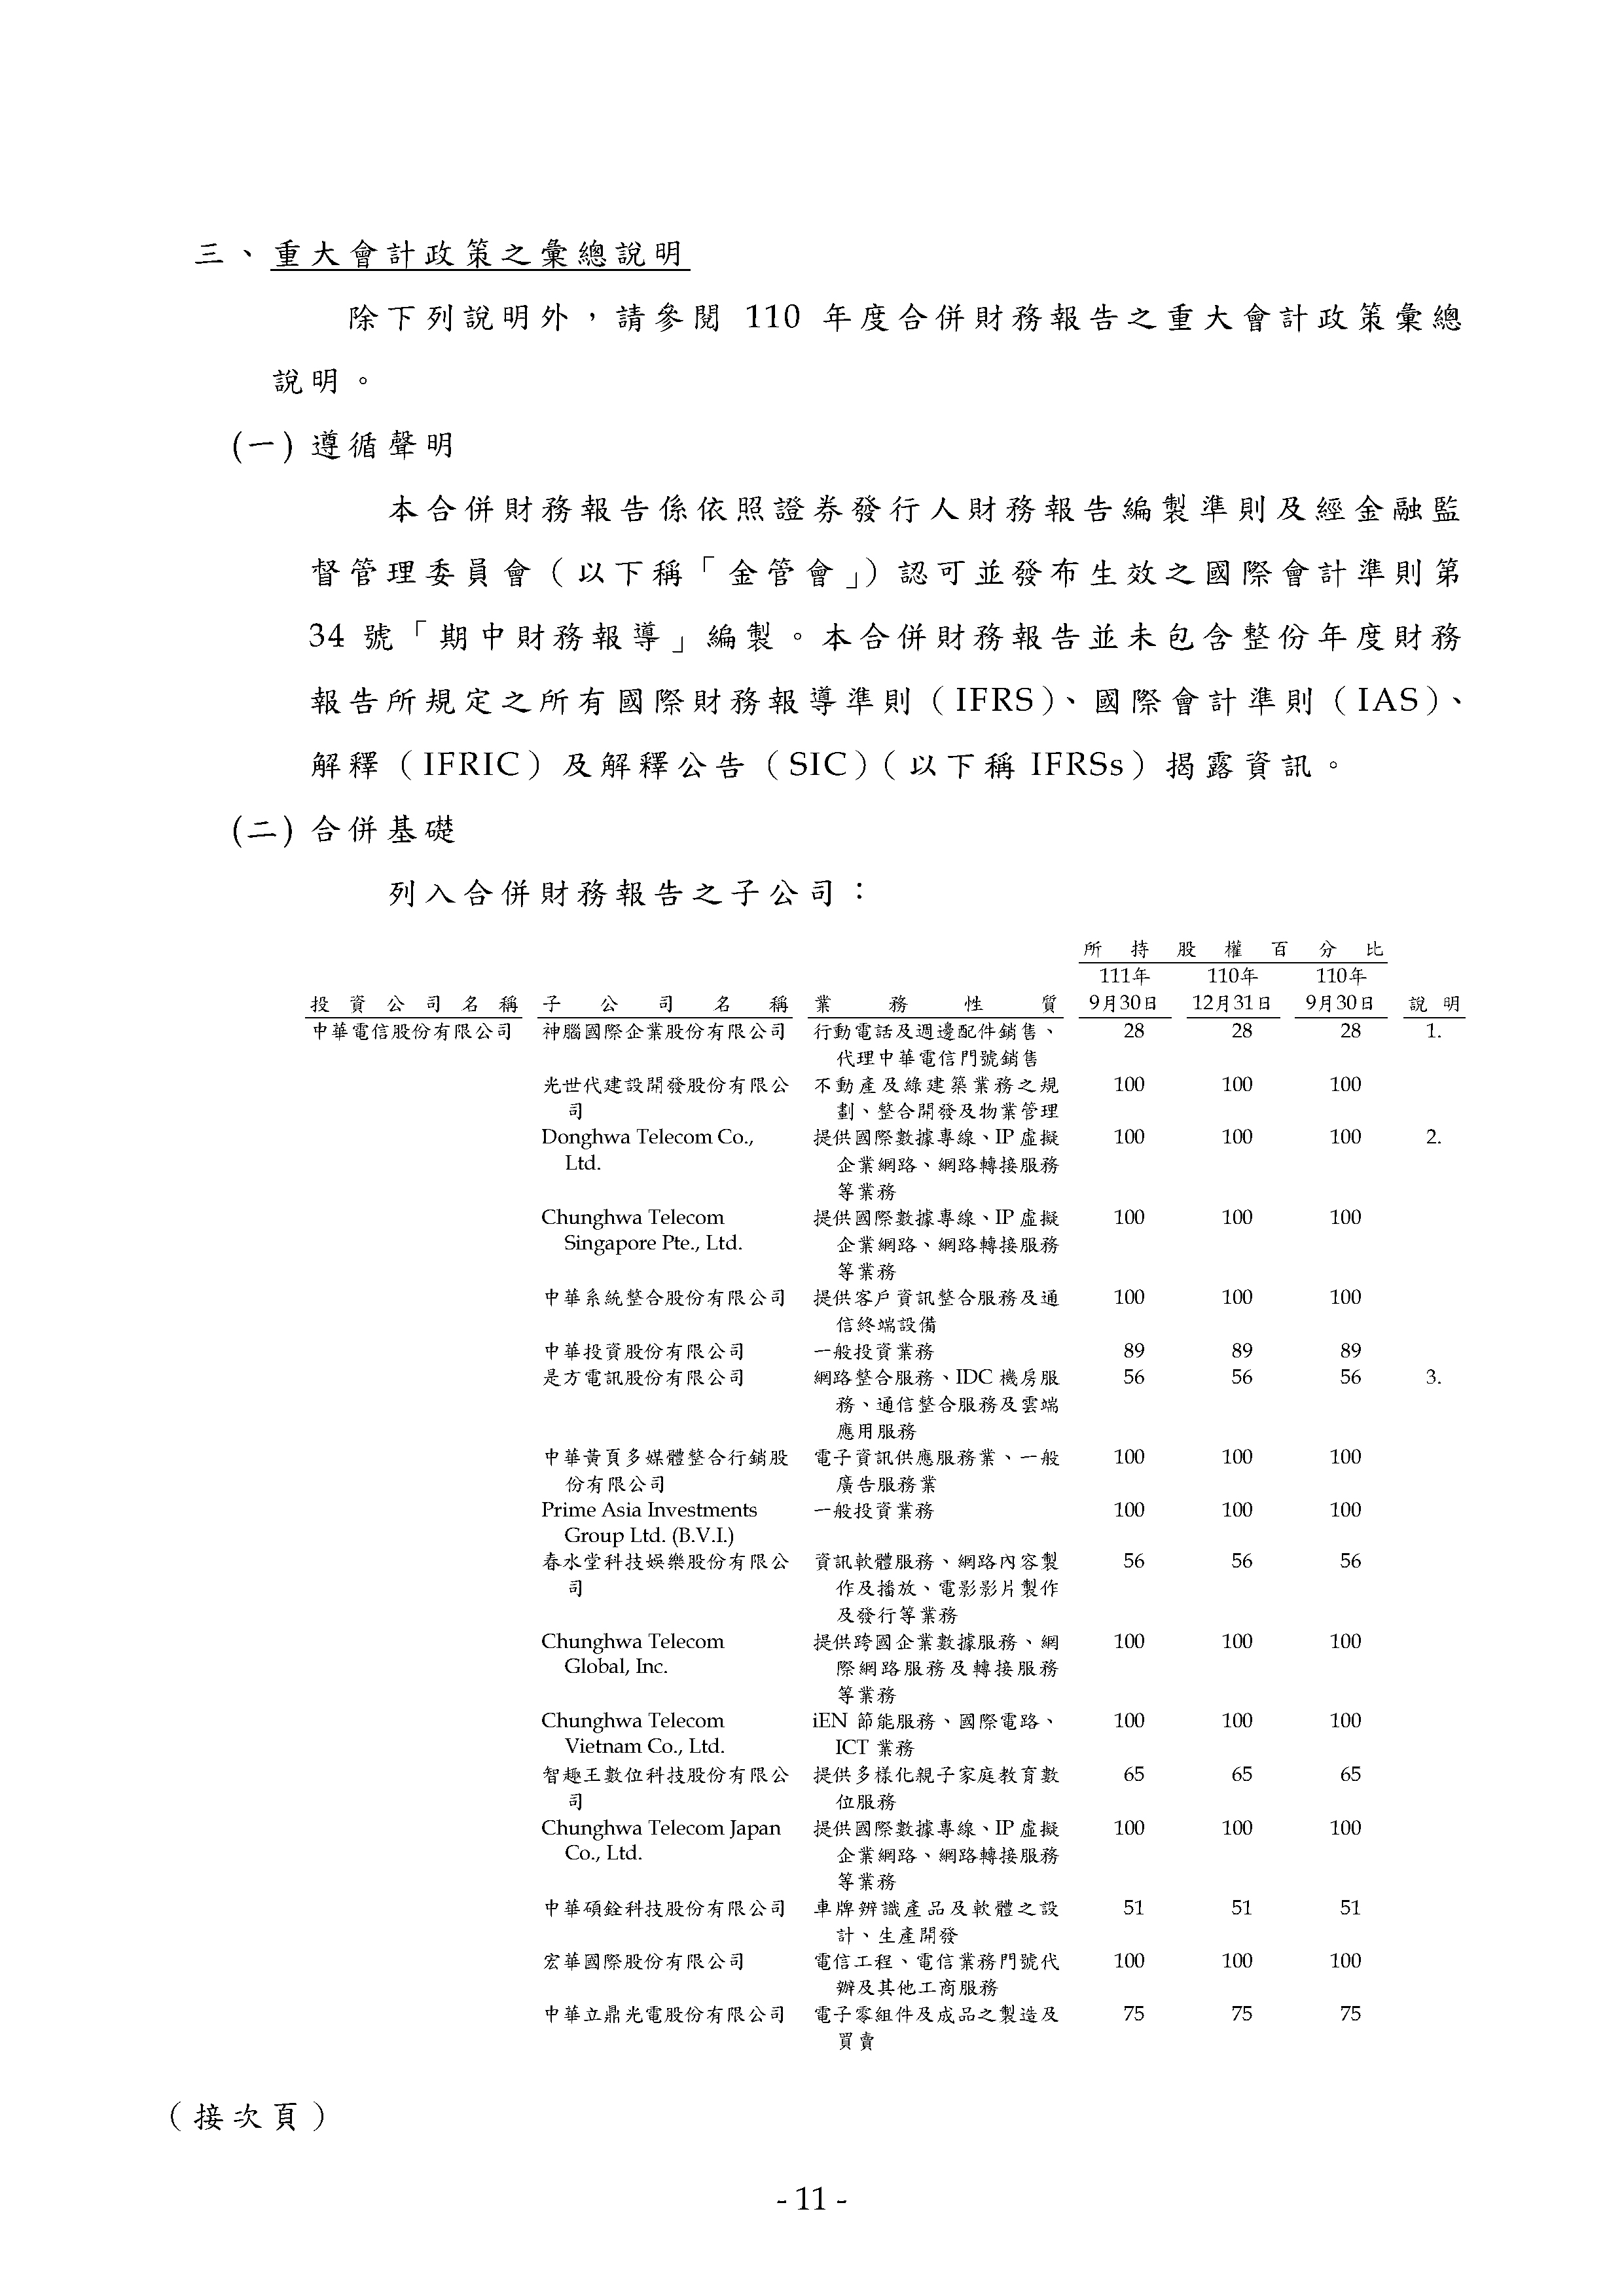 三、重大會計政策之彙總說明
除下列說明外，請參閱 110 年度合併財務報告之重大會計政策彙總
說明。
(一) 遵循聲明
本合併財務報告係依照證券發行人財務報告編製準則及經金融監
督管理委員會（以下稱「金管會」）認可並發布生效之國際會計準則第
34 號「期中財務報導」編製。本合併財務報告並未包含整份年度財務
報告所規定之所有國際財務報導準則（IFRS）、國際會計準則（IAS）、
解釋（IFRIC）及解釋公告（SIC）（以下稱 IFRSs）揭露資訊。
(二) 合併基礎
列入合併財務報告之子公司：
所持股權百分比
111年 110年 110年
投資公司名稱 子公司名稱 業務性質 9月30日 12月31日 9月30日 說明
中華電信股份有限公司 神腦國際企業股份有限公司 行動電話及週邊配件銷售、 28 28 28 1.
代理中華電信門號銷售
光世代建設開發股份有限公 不動產及綠建築業務之規 100 100 100
司 劃、整合開發及物業管理
Donghwa Telecom Co., 提供國際數據專線、IP 虛擬 100 100 100 2.
Ltd. 企業網路、網路轉接服務
等業務
Chunghwa Telecom 提供國際數據專線、IP 虛擬 100 100 100
Singapore Pte., Ltd. 企業網路、網路轉接服務
等業務
中華系統整合股份有限公司 提供客戶資訊整合服務及通 100 100 100
信終端設備
中華投資股份有限公司 一般投資業務 89 89 89
是方電訊股份有限公司 網路整合服務、IDC 機房服 56 56 56 3.
務、通信整合服務及雲端
應用服務
中華黃頁多媒體整合行銷股 電子資訊供應服務業、一般 100 100 100
份有限公司 廣告服務業
Prime Asia Investments 一般投資業務 100 100 100
Group Ltd. (B.V.I.)
春水堂科技娛樂股份有限公 資訊軟體服務、網路內容製 56 56 56
司 作及播放、電影影片製作
及發行等業務
Chunghwa Telecom 提供跨國企業數據服務、網 100 100 100
Global, Inc. 際網路服務及轉接服務
等業務
Chunghwa Telecom iEN 節能服務、國際電路、 100 100 100
Vietnam Co., Ltd. ICT 業務
智趣王數位科技股份有限公 提供多樣化親子家庭教育數 65 65 65
司 位服務
Chunghwa Telecom Japan 提供國際數據專線、IP 虛擬 100 100 100
Co., Ltd. 企業網路、網路轉接服務
等業務
中華碩銓科技股份有限公司 車牌辨識產品及軟體之設 51 51 51
計、生產開發
宏華國際股份有限公司 電信工程、電信業務門號代 100 100 100
辦及其他工商服務
中華立鼎光電股份有限公司 電子零組件及成品之製造及 75 75 75
買賣
（接次頁）
- 11 -